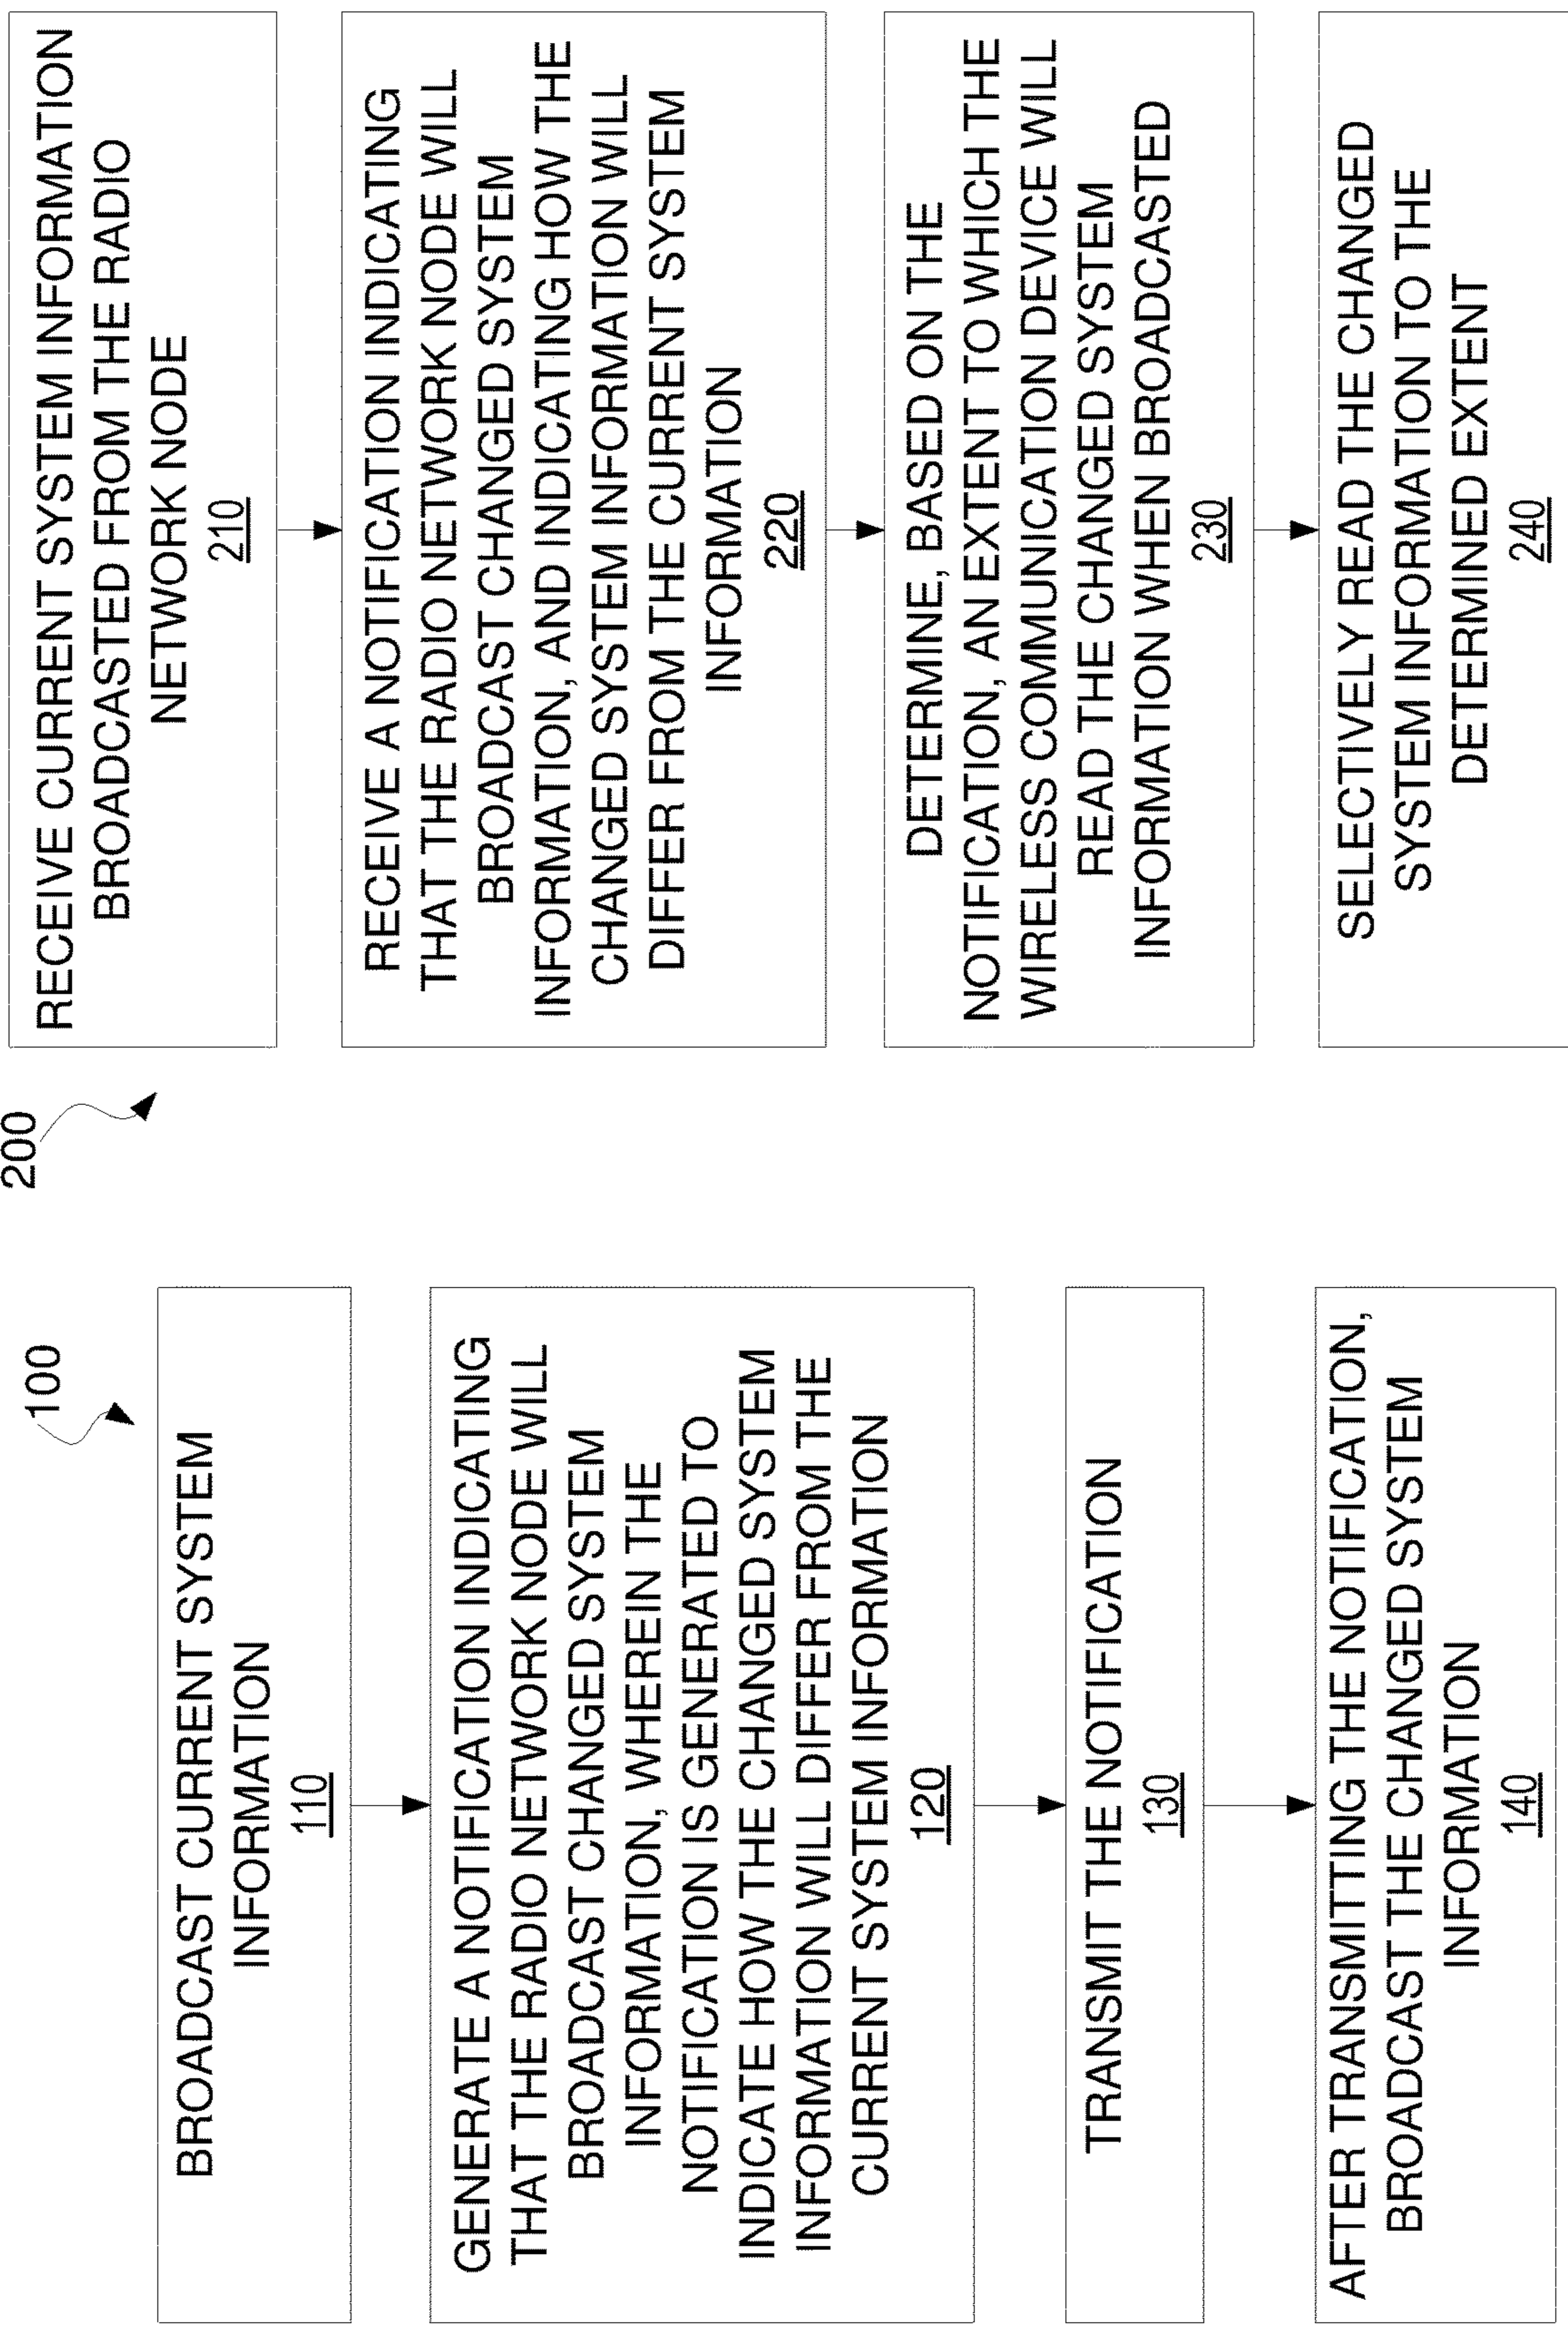 100
BROADCAST CURRENT SYSTEM
INFORMATION
110
GENERATE A NOTIFICATION INDICATING
THAT THE RADIO NETWORK NODE WILL
BROADCAST CHANGED SYSTEM
INFORMATION, WHEREIN THE
NOTIFICATION IS GENERATED TO
INDICATE HOW THE CHANGED SYSTEM
INFORMATION WILL DIFFER FROM THE
CURRENT SYSTEM INFORMATION
120
TRANSMIT THE NOTIFICATION
130
AFTER TRANSMITTING THE NOTIFICATION,
BROADCAST THE CHANGED SYSTEM
INFORMATION
140
200
RECEIVE CURRENT SYSTEM INFORMATION
BROADCASTED FROM THE RADIO
NETWORK NODE
210
RECEIVE A NOTIFICATION INDICATING
THAT THE RADIO NETWORK NODE WILL
BROADCAST CHANGED SYSTEM
INFORMATION, AND INDICATING HOW THE
CHANGED SYSTEM INFORMATION WILL
DIFFER FROM THE CURRENT SYSTEM
INFORMATION
220
DETERMINE, BASED ON THE
NOTIFICATION, AN EXTENT TO WHICH THE
WIRELESS COMMUNICATION DEVICE WILL
READ THE CHANGED SYSTEM
INFORMATION WHEN BROADCASTED
230
SELECTIVELY READ THE CHANGED
SYSTEM INFORMATION TO THE
DETERMINED EXTENT
240